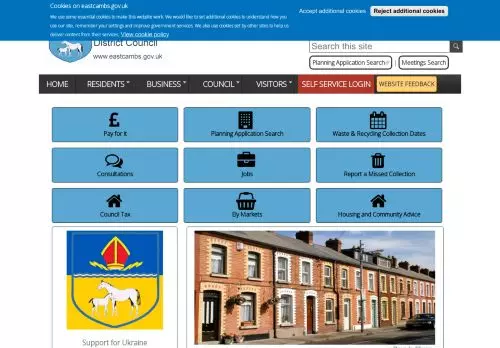 Cookies on eastcambs.gov.uk
We use some essential cookies to make this website work. We would like to set additional cookies to understand how you
use our site, remember your settings and improve government services. We also use cookies set by other sites to help us
deliver content from their services. View cookie policy
Accept additional cookies
Reject additional cookies
District Council
www.eastcambs.gov.uk
Search this site
Planning Application Search
|
Meetings Search
HOME
RESIDENTS
BUSINESS
COUNCIL
VISITORS
SELF SERVICE LOGIN
WEBSITE FEEDBACK
Pay for It
Planning Application Search
Waste & Recycling Collection Dates
Consultations
Jobs
Report a Missed Collection
Council Tax
Ely Markets
Housing and Community Advice
Support for Ukraine